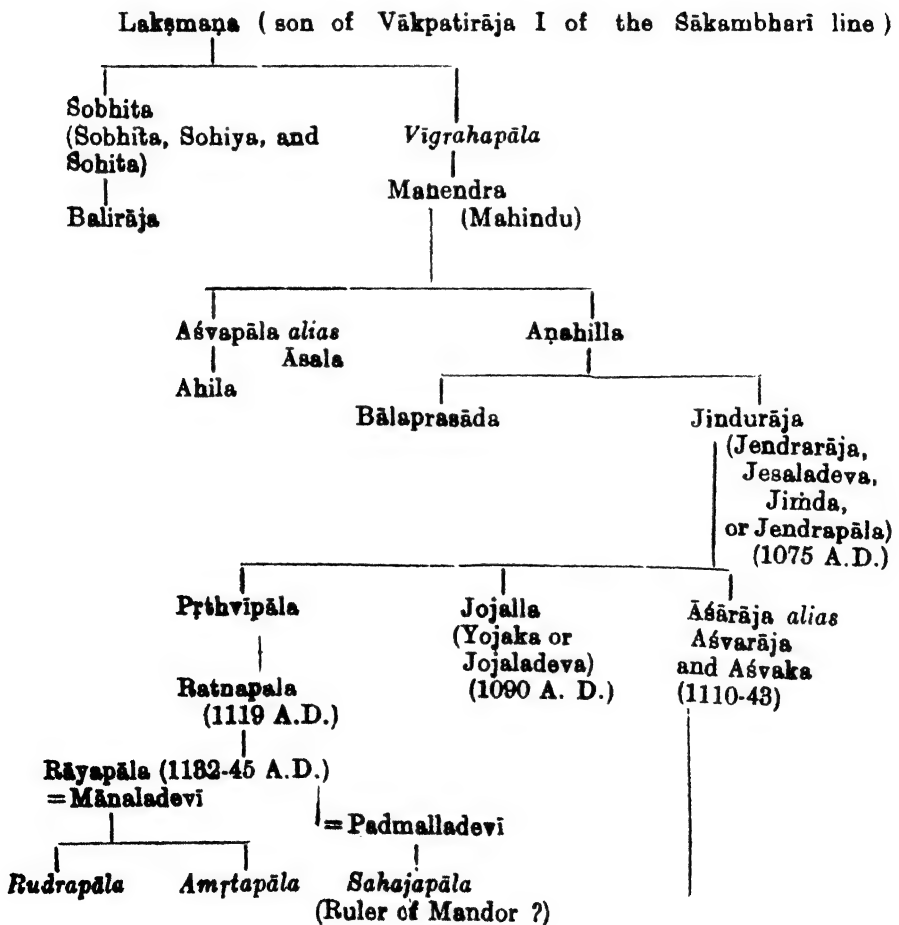 Lakṣmaṇa (son of Vākpatirāja I of the Sākambharī line)
Sobhita
(Sobhita, Sohiya, and
Sohita)
Vigrahapāla
Mahendra
(Mahindu)
Balirāja
Aśvapāla alias
Āsala
Aṇahilla
Ahila
Bālaprasāda
Jindurāja
(Jendrarāja,
Jesaladeva,
Jiṁda,
or Jendrapāla)
(1075 A.D.)
Pṛthvīpāla
Jojalla
(Yojaka or
Jojaladeva)
(1090 A. D.)
Āśārāja alias
Aśvarāja
and Aśvaka
(1110-43)
Ratnapala
(1119 A.D.)
Rāyapāla (1132-45 A.D.)
=Mānaladevī
=Padmalladevī
Rudrapāla
Amṛtapāla
Sahajapāla
(Ruler of Mandor ?)